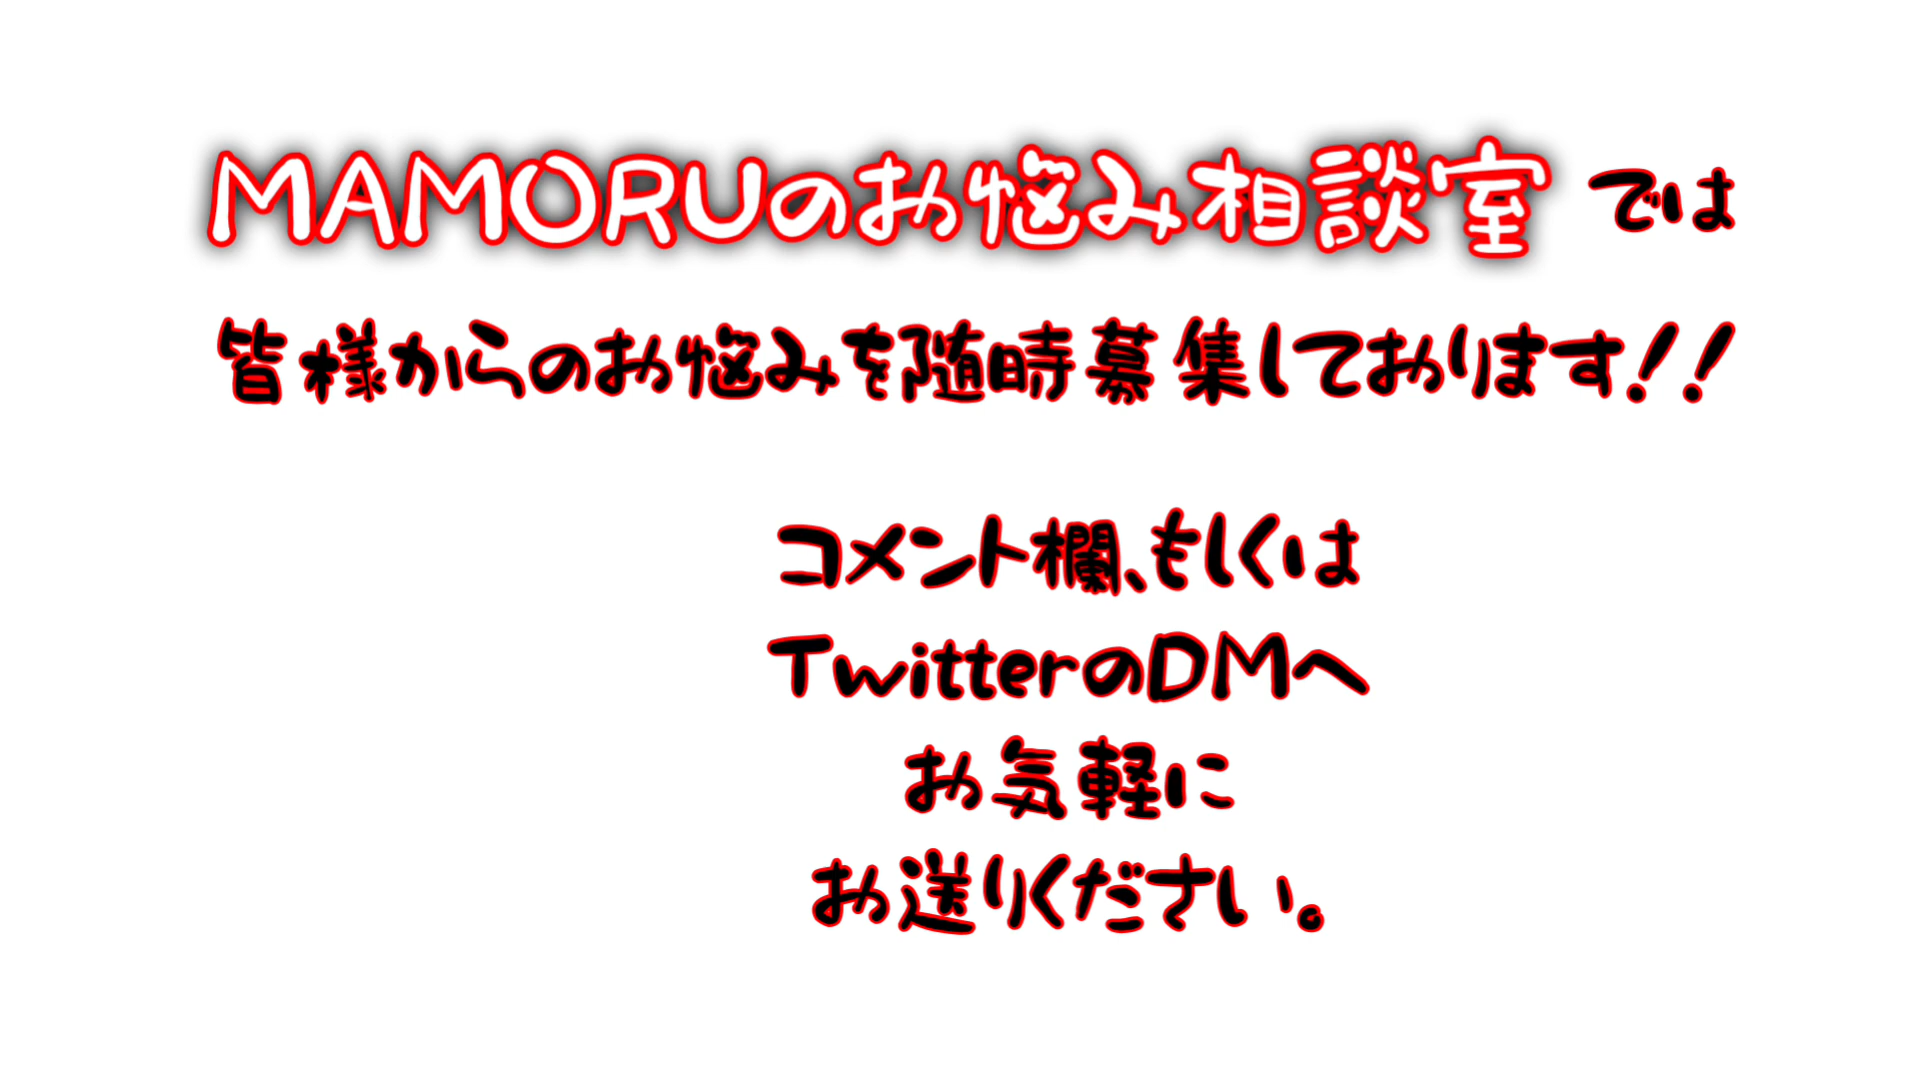 MAMORUのお悩み相談室では
皆様からのお悩みを随時募集しております!!
コメント欄、もしくは
TwitterのDMへ
お気軽に
お送りください。